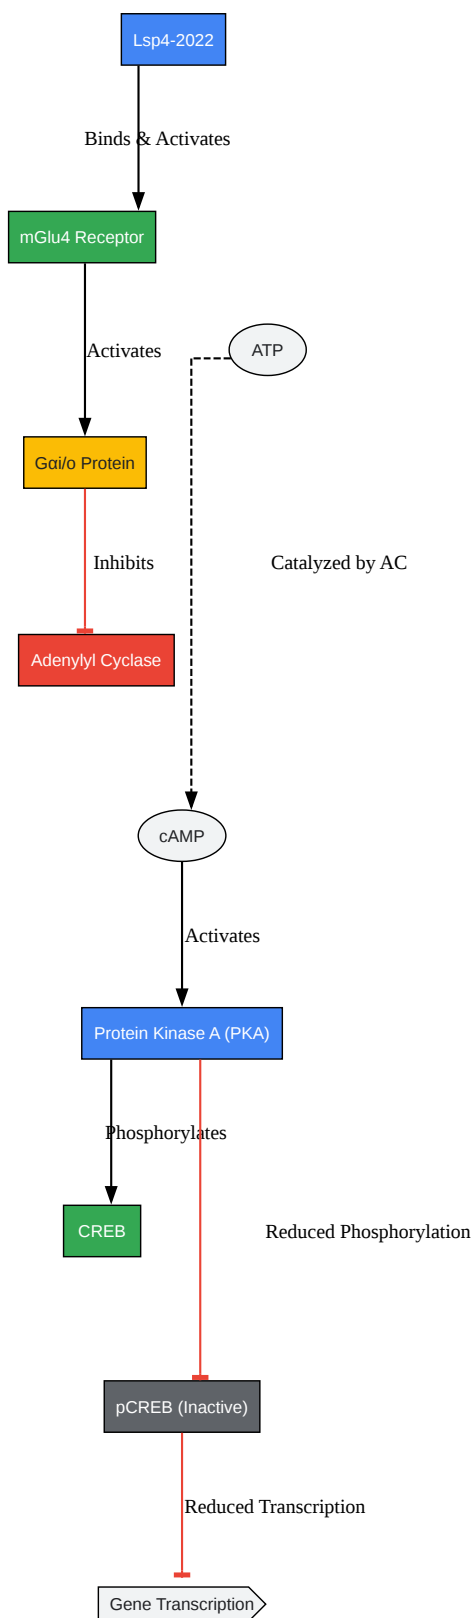 Lsp4-2022
Binds & Activates
mGlu4 Receptor
Activates
ATP
Gαi/o Protein
Inhibits
Catalyzed by AC
Adenylyl Cyclase
cAMP
Activates
Protein Kinase A (PKA)
Phosphorylates
CREB
Reduced Phosphorylation
pCREB (Inactive)
Reduced Transcription
Gene Transcription